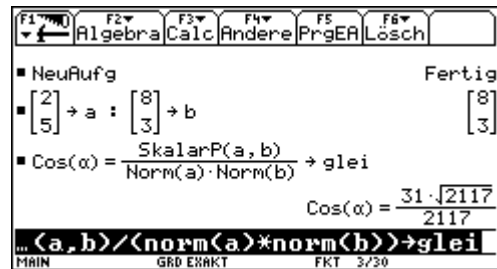 F1 F2 Algebra F3 Calc F4 Andere F5 PrgEA F6 Lösch
▪ NeuAufg Fertig
▪ [2 5] → a : [8 3] → b [8 3]
▪ Cos(α) = SkalarP(a, b) / Norm(a)·Norm(b) → glei
Cos(α) = 31·√2117 / 2117
…(a,b)/(norm(a)*norm(b))→glei
MAIN GRD EXAKT FKT 3/30